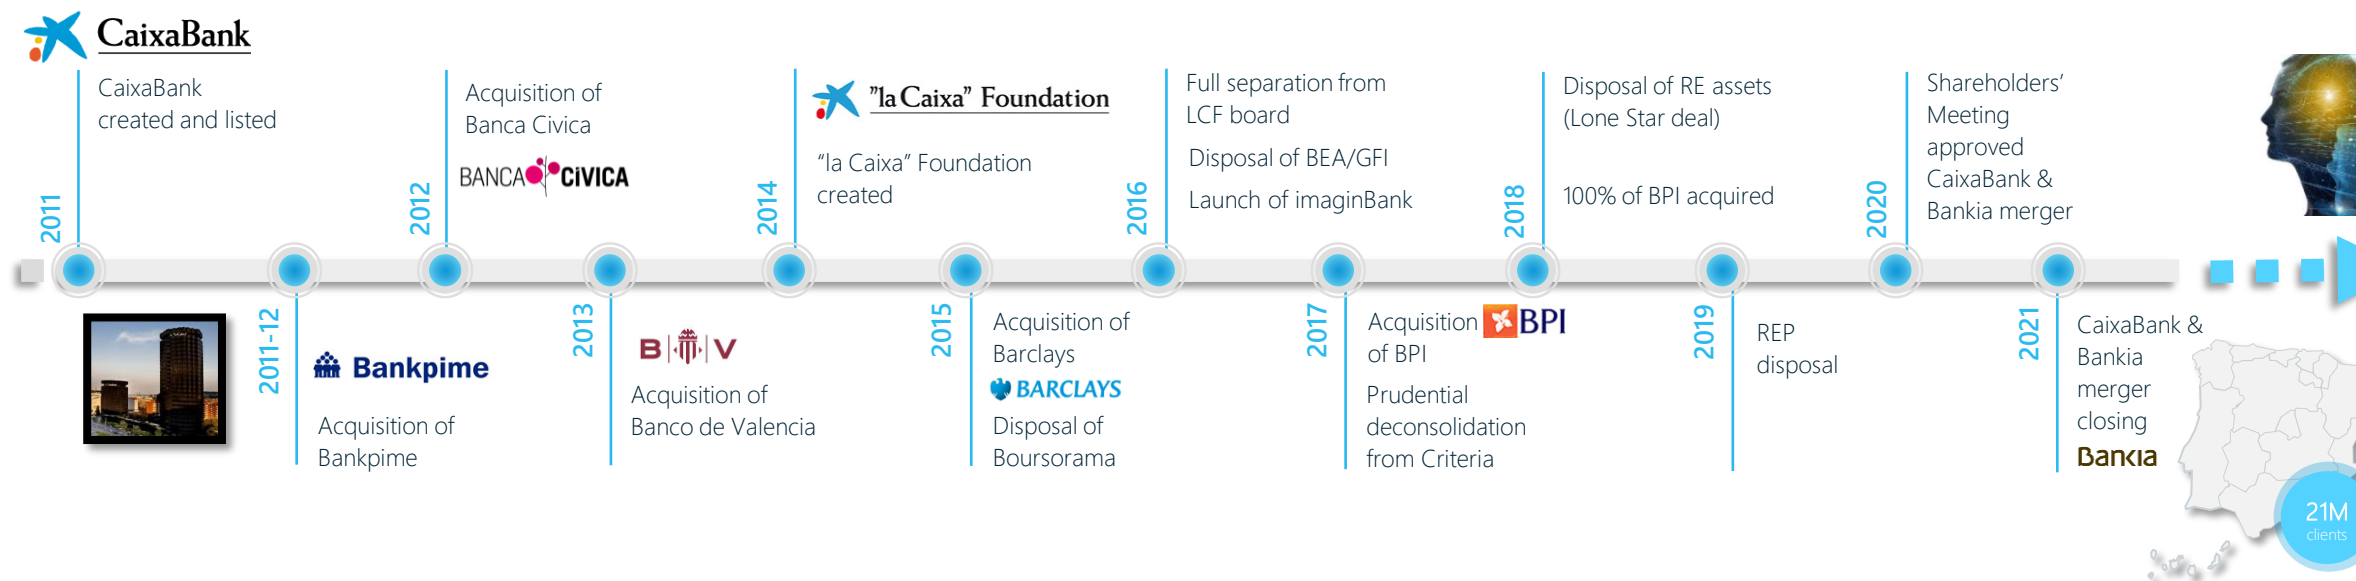 CaixaBank
2011
CaixaBank
created and listed
2011-12
Bankpime
Acquisition of
Bankpime
2012
Acquisition of
Banca Civica
BANCA CiVICA
2013
B V
Acquisition of
Banco de Valencia
2014
"la Caixa" Foundation
“la Caixa” Foundation
created
2015
Acquisition of
Barclays
BARCLAYS
Disposal of
Boursorama
2016
Full separation from
LCF board
Disposal of BEA/GFI
Launch of imaginBank
2017
Acquisition
of BPI
BPI
Prudential
deconsolidation
from Criteria
2018
Disposal of RE assets
(Lone Star deal)
100% of BPI acquired
2019
REP
disposal
2020
Shareholders’
Meeting
approved
CaixaBank &
Bankia merger
2021
CaixaBank &
Bankia
merger
closing
Bankia
21M
clients